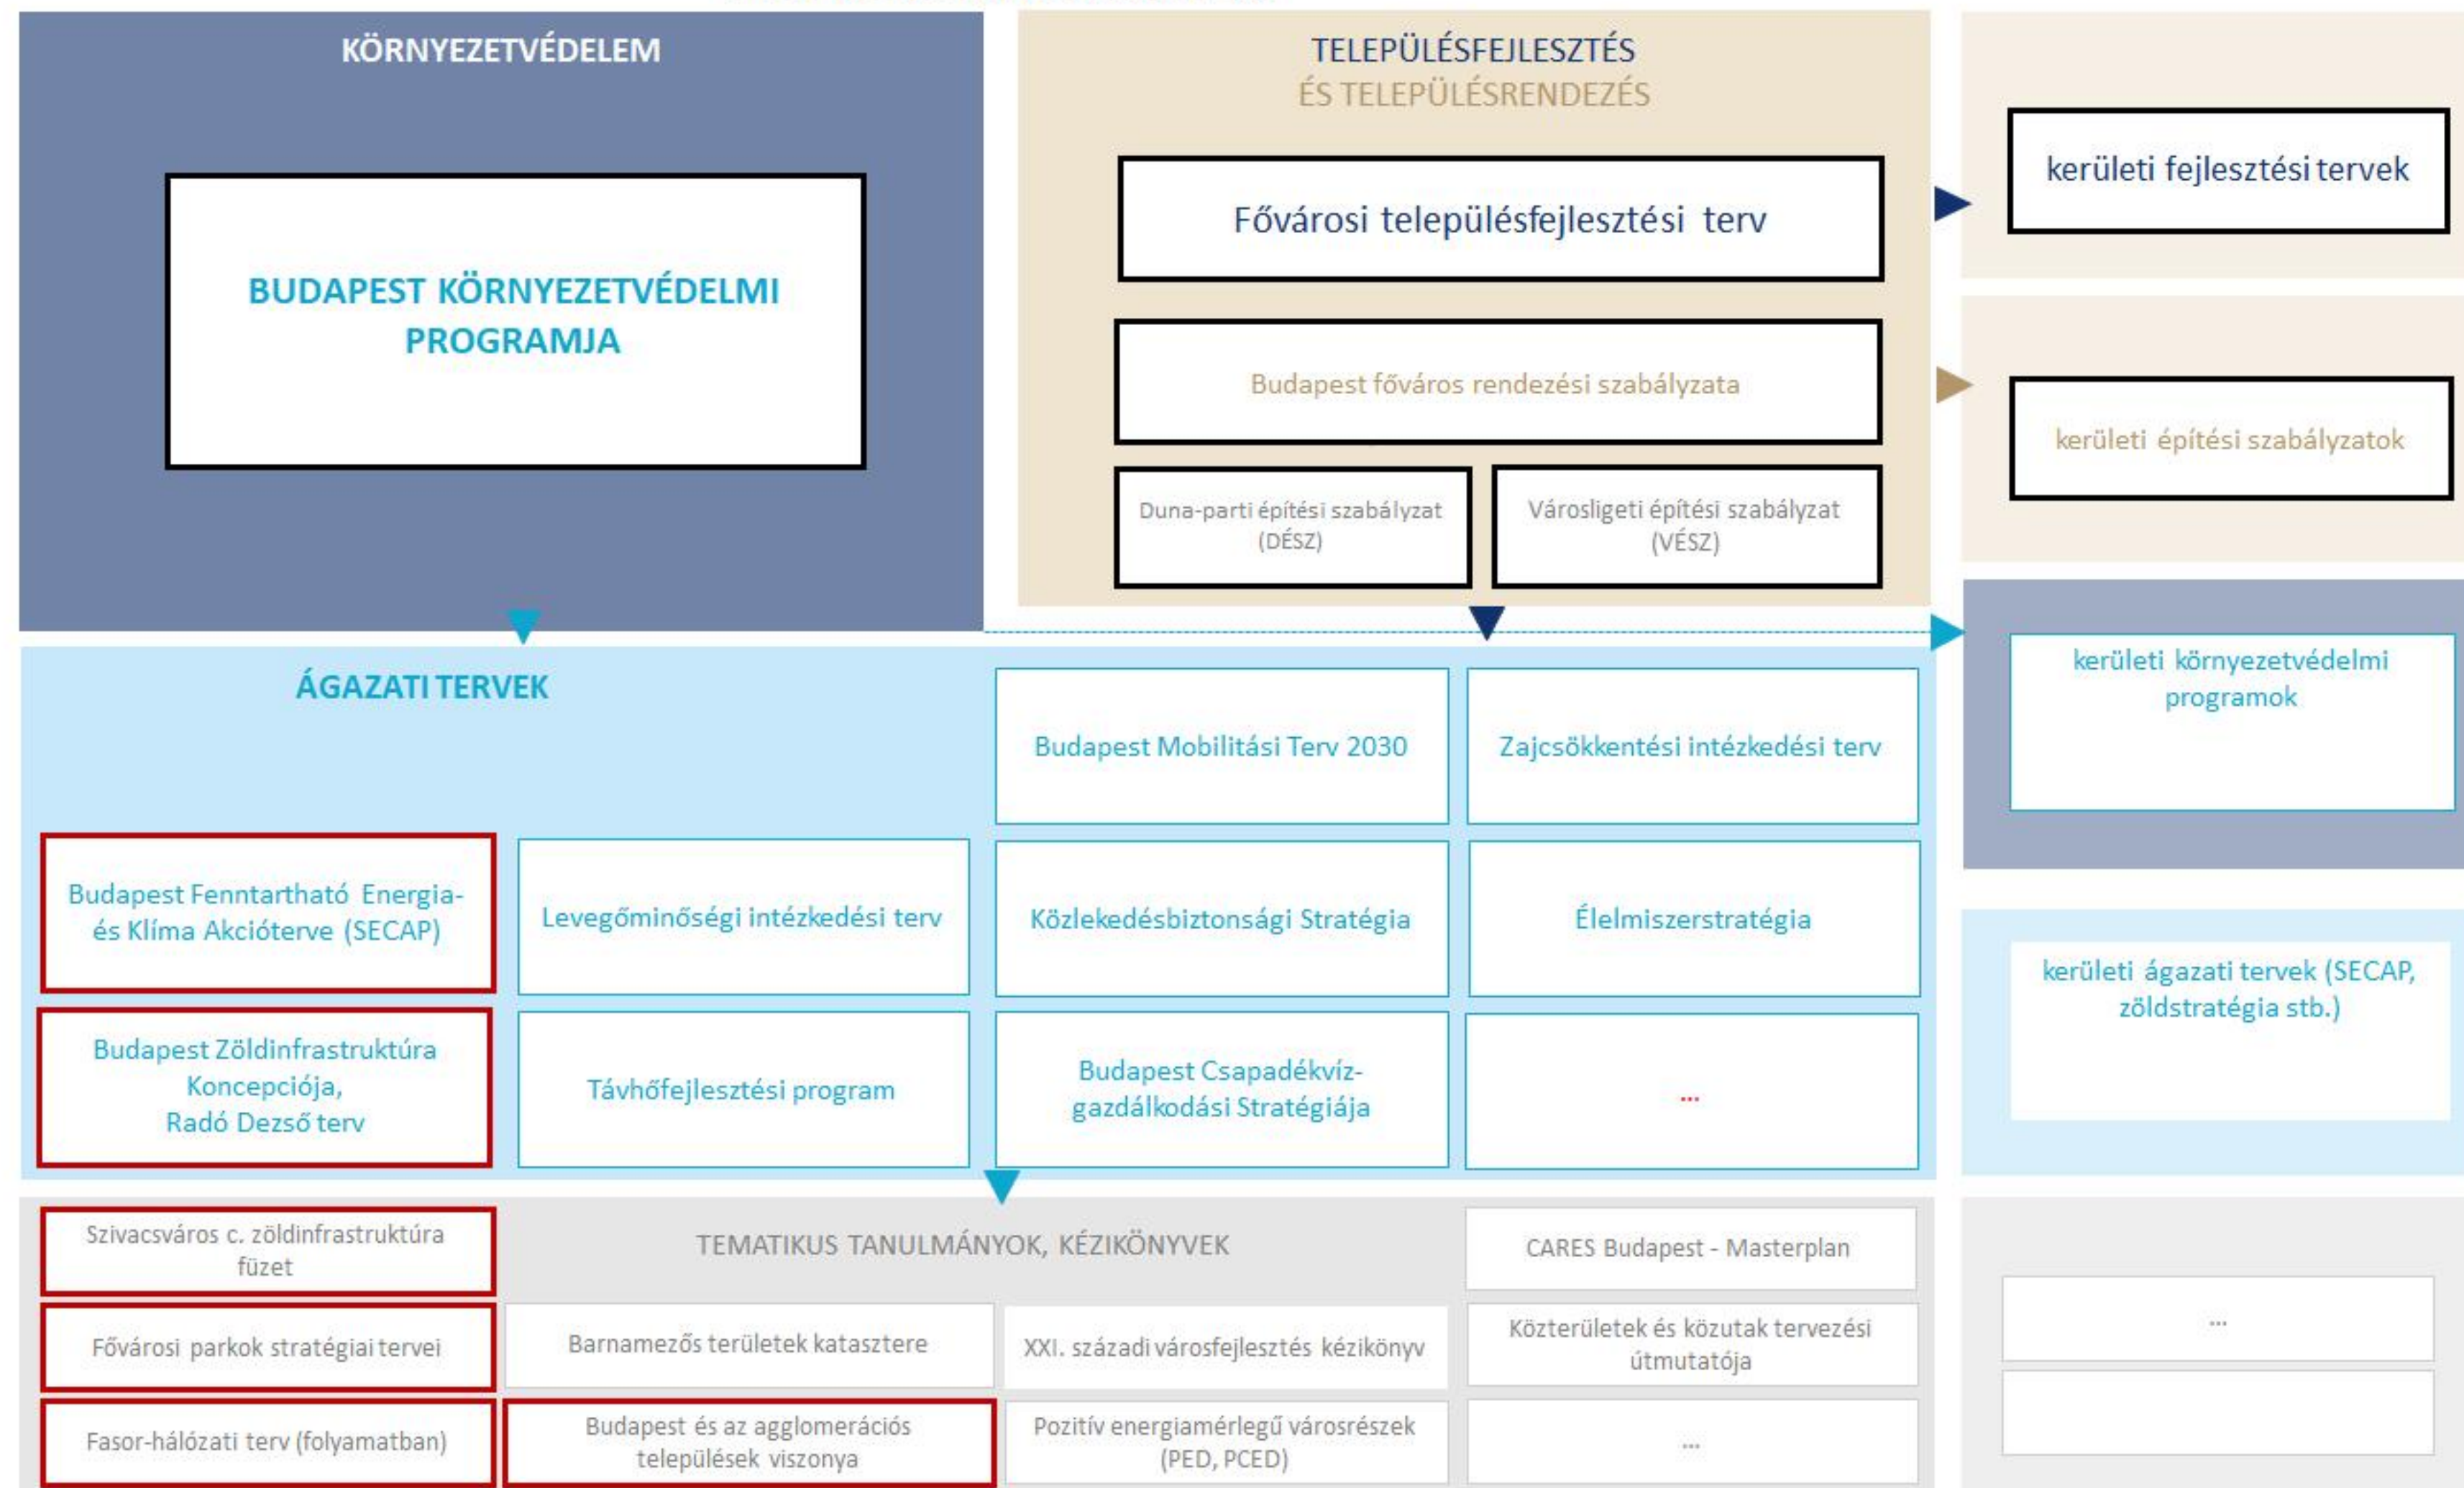 KÖRNYEZETVÉDELEM
BUDAPEST KÖRNYEZETVÉDELMI
PROGRAMJA
TELEPÜLÉSFEJLESZTÉS
ÉS TELEPÜLÉSRENDEZÉS
Fővárosi településfejlesztési terv
Budapest főváros rendezési szabályzata
Duna-parti építési szabályzat
(DÉSZ)
Városligeti építési szabályzat
(VÉSZ)
kerületi fejlesztési tervek
kerületi építési szabályzatok
kerületi környezetvédelmi
programok
ÁGAZATI TERVEK
Budapest Mobilitási Terv 2030
Zajcsökkentési intézkedési terv
Budapest Fenntartható Energia-
és Klíma Akcióterve (SECAP)
Levegőminőségi intézkedési terv
Közlekedésbiztonsági Stratégia
Élelmiszerstratégia
Budapest Zöldinfrastruktúra
Koncepciója,
Radó Dezső terv
Távhőfejlesztési program
Budapest Csapadékvíz-
gazdálkodási Stratégiája
...
kerületi ágazati tervek (SECAP,
zöldstratégia stb.)
Szivacsváros c. zöldinfrastruktúra
füzet
TEMATIKUS TANULMÁNYOK, KÉZIKÖNYVEK
CARES Budapest - Masterplan
Fővárosi parkok stratégiai tervei
Barnamezős területek katasztere
XXI. századi városfejlesztés kézikönyv
Közterületek és közutak tervezési
útmutatója
Fasor-hálózati terv (folyamatban)
Budapest és az agglomerációs
települések viszonya
Pozitív energiamérlegű városrészek
(PED, PCED)
...
...